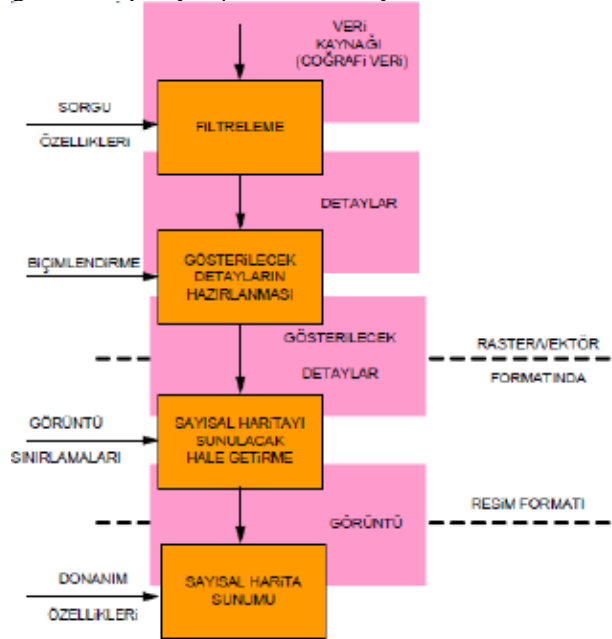 VERİ
KAYNAĞI
(COĞRAFİ VERİ)
SORGU
ÖZELLİKLERİ
FİLTRELEME
DETAYLAR
BİÇİMLENDİRME
GÖSTERİLECEK
DETAYLARIN
HAZIRLANMASI
GÖSTERİLECEK
DETAYLAR
RASTER/VEKTÖR
FORMATINDA
GÖRÜNTÜ
SINIRLAMALARI
SAYISAL HARİTAYI
SUNULACAK
HALE GETİRME
GÖRÜNTÜ
RESİM FORMATI
DONANIM
ÖZELLİKLERİ
SAYISAL HARİTA
SUNUMU